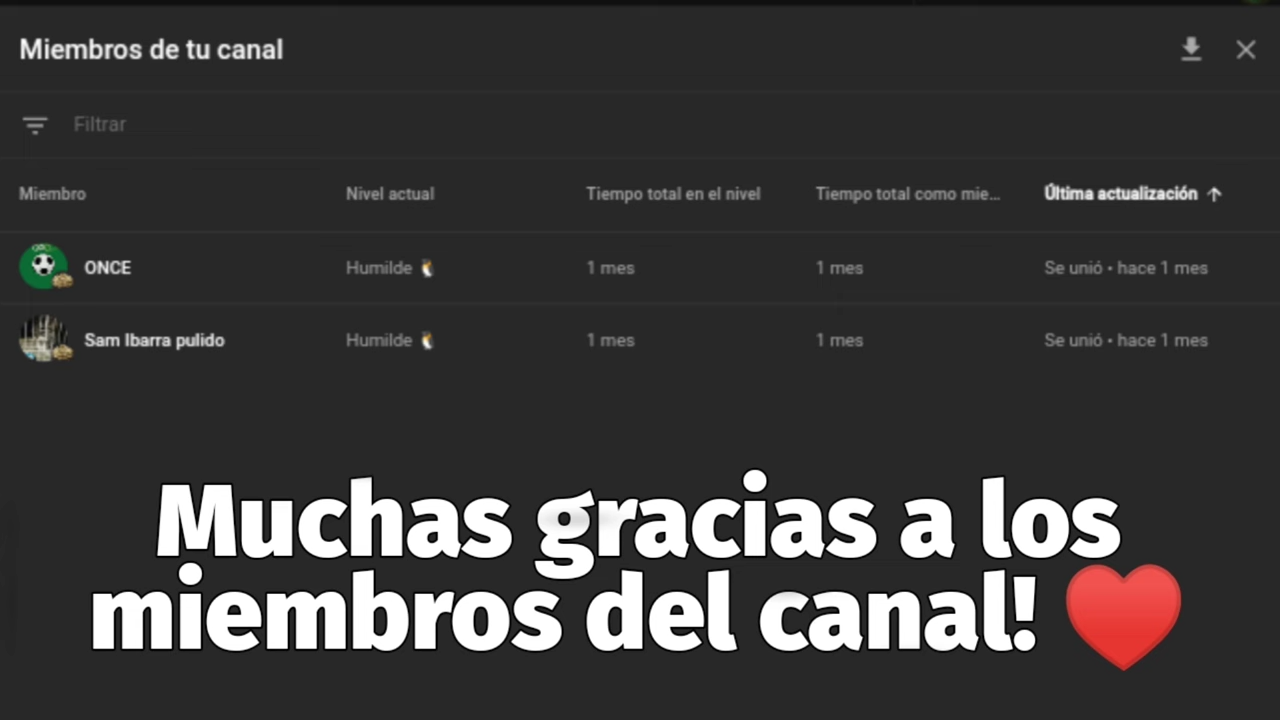 Miembros de tu canal
Filtrar
Miembro Nivel actual Tiempo total en el nivel Tiempo total como mie... Última actualización
ONCE Humilde 1 mes 1 mes Se unió • hace 1 mes
Sam Ibarra pulido Humilde 1 mes 1 mes Se unió • hace 1 mes
Muchas gracias a los
miembros del canal!